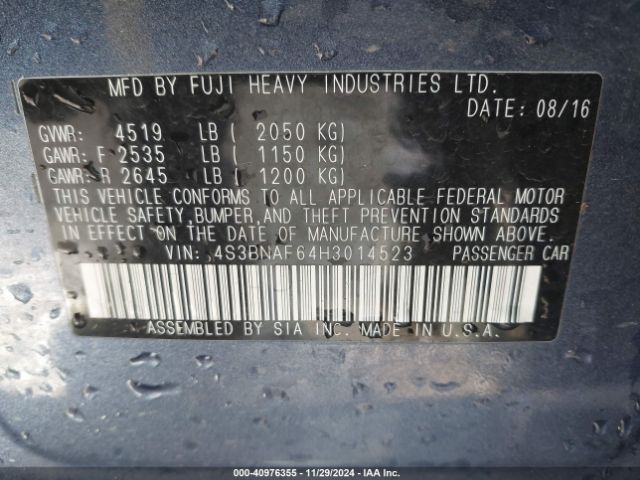 MFD BY FUJI HEAVY INDUSTRIES LTD.
DATE: 08/16
GVWR: 4519 LB ( 2050 KG)
GAWR: F 2535 LB ( 1150 KG)
GAWR: R 2645 LB ( 1200 KG)
THIS VEHICLE CONFORMS TO ALL APPLICABLE FEDERAL MOTOR
VEHICLE SAFETY,BUMPER,AND THEFT PREVENTION STANDARDS
IN EFFECT ON THE DATE OF MANUFACTURE SHOWN ABOVE.
VIN: 4S3BNAF64H3014523 PASSENGER CAR
ASSEMBLED BY SIA INC. MADE IN U.S.A.
000-40976355 | 11/29/2024 | IAA Inc.